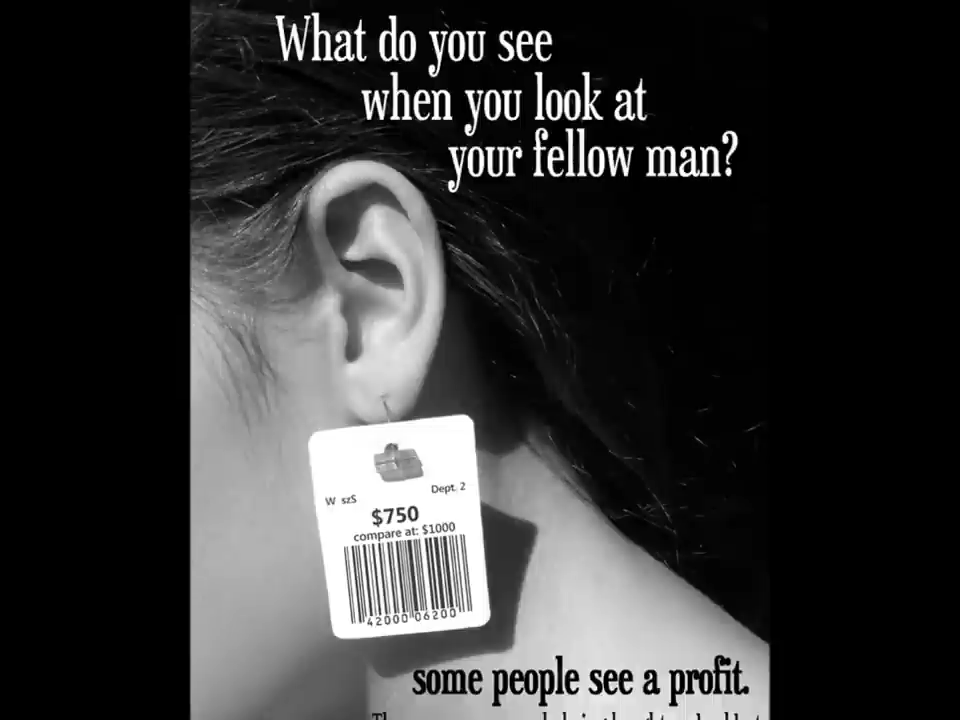 What do you see
when you look at
your fellow man?
W szS
Dept. 2
$750
compare at: $1000
42000 06200
some people see a profit.